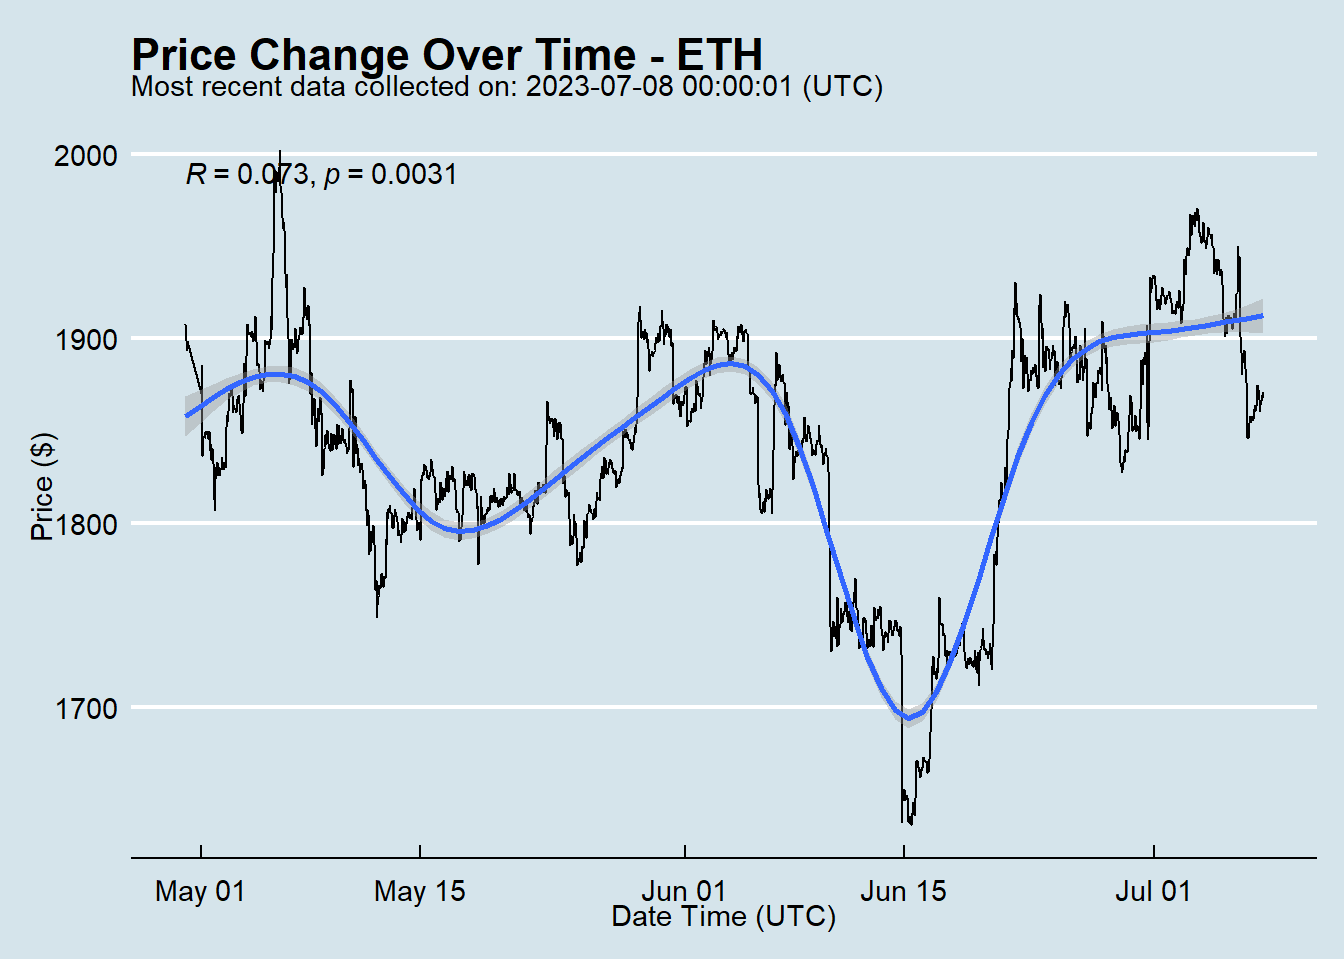 Price Change Over Time - ETH
Most recent data collected on: 2023-07-08 00:00:01 (UTC)
R = 0.073, p = 0.0031
2000
1900
1800
1700
Price ($)
May 01 May 15 Jun 01 Jun 15 Jul 01
Date Time (UTC)